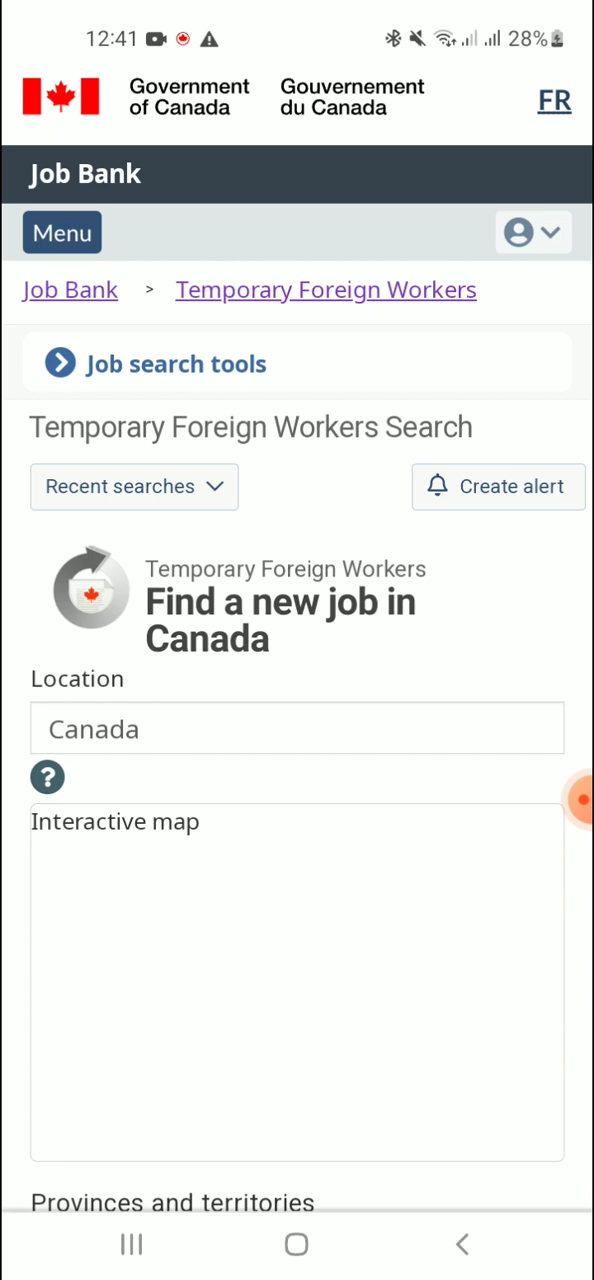 12:41 28%
Government Gouvernement
of Canada du Canada
FR
Job Bank
Menu
Job Bank > Temporary Foreign Workers
Job search tools
Temporary Foreign Workers Search
Recent searches Create alert
Temporary Foreign Workers
Find a new job in
Canada
Location
Canada
?
Interactive map
Provinces and territories